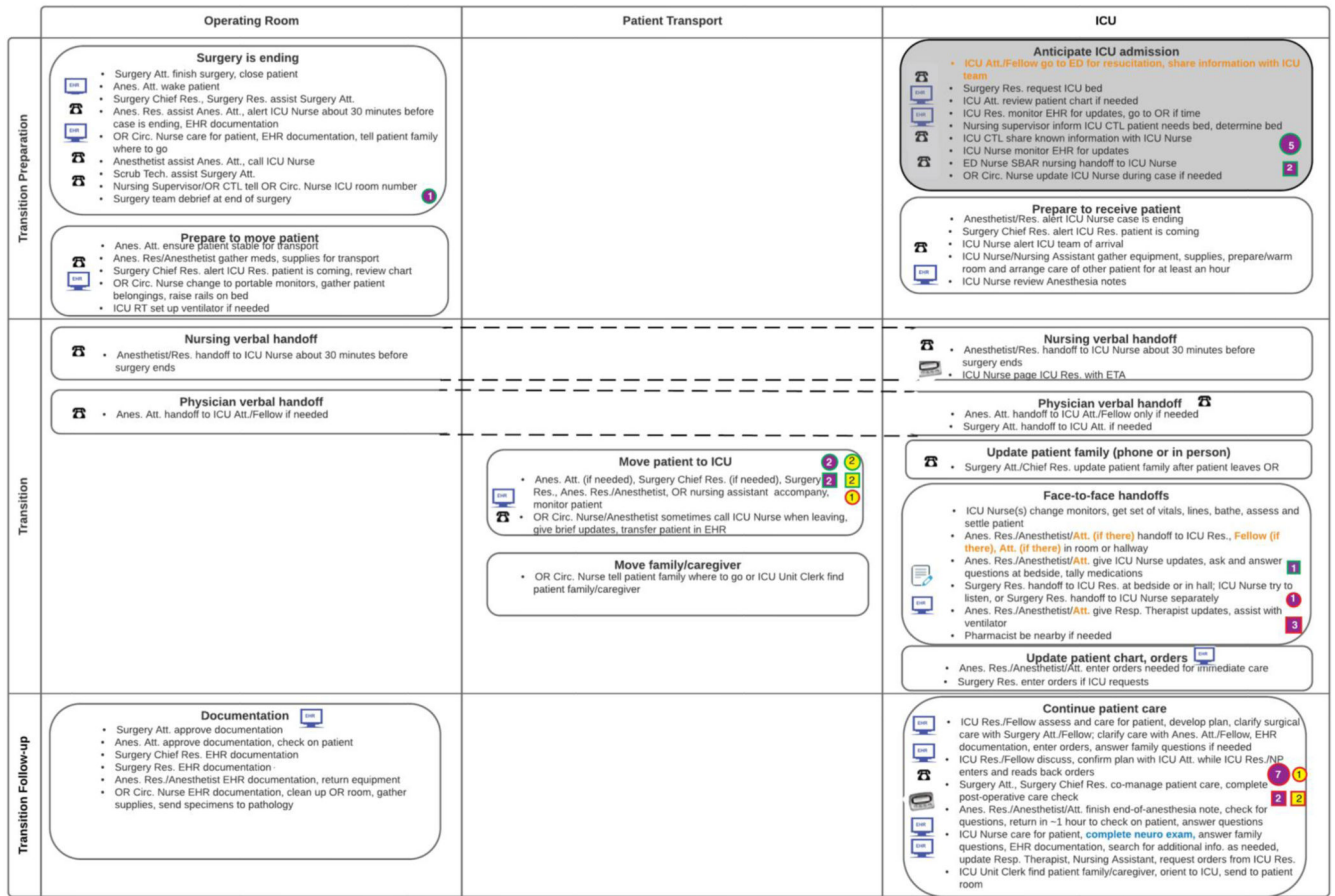 Operating Room
Patient Transport
ICU
Transition Preparation
Surgery is ending
• Surgery Att. finish surgery, close patient
EHR
• Anes. Att. wake patient
• Surgery Chief Res., Surgery Res. assist Surgery Att.
• Anes. Res. assist Anes. Att., alert ICU Nurse about 30 minutes before
case is ending, EHR documentation
EHR
• OR Circ. Nurse care for patient, EHR documentation, tell patient family
where to go
• Anesthetist assist Anes. Att., call ICU Nurse
• Scrub Tech. assist Surgery Att.
• Nursing Supervisor/OR CTL tell OR Circ. Nurse ICU room number
• Surgery team debrief at end of surgery
1
Prepare to move patient
• Anes. Att. ensure patient stable for transport
• Anes. Res/Anesthetist gather meds, supplies for transport
• Surgery Chief Res. alert ICU Res. patient is coming, review chart
EHR
• OR Circ. Nurse change to portable monitors, gather patient
belongings, raise rails on bed
• ICU RT set up ventilator if needed
Anticipate ICU admission
• ICU Att./Fellow go to ED for resucitation, share information with ICU
team
• Surgery Res. request ICU bed
EHR
• ICU Att. review patient chart if needed
EHR
• ICU Res. monitor EHR for updates, go to OR if time
• Nursing supervisor inform ICU CTL patient needs bed, determine bed
• ICU CTL share known information with ICU Nurse
5
EHR
• ICU Nurse monitor EHR for updates
• ED Nurse SBAR nursing handoff to ICU Nurse
2
• OR Circ. Nurse update ICU Nurse during case if needed
Prepare to receive patient
• Anesthetist/Res. alert ICU Nurse case is ending
• Surgery Chief Res. alert ICU Res. patient is coming
• ICU Nurse alert ICU team of arrival
• ICU Nurse/Nursing Assistant gather equipment, supplies, prepare/warm
room and arrange care of other patient for at least an hour
EHR
• ICU Nurse review Anesthesia notes
Transition
Nursing verbal handoff
• Anesthetist/Res. handoff to ICU Nurse about 30 minutes before
surgery ends
Physician verbal handoff
• Anes. Att. handoff to ICU Att./Fellow if needed
Move patient to ICU
2
2
• Anes. Att. (if needed), Surgery Chief Res. (if needed), Surgery
2
2
Res., Anes. Res./Anesthetist, OR nursing assistant accompany,
1
EHR
monitor patient
• OR Circ. Nurse/Anesthetist sometimes call ICU Nurse when leaving,
give brief updates, transfer patient in EHR
Move family/caregiver
• OR Circ. Nurse tell patient family where to go or ICU Unit Clerk find
patient family/caregiver
Nursing verbal handoff
• Anesthetist/Res. handoff to ICU Nurse about 30 minutes before
surgery ends
• ICU Nurse page ICU Res. with ETA
Physician verbal handoff
• Anes. Att. handoff to ICU Att./Fellow only if needed
• Surgery Att. handoff to ICU Att. if needed
Update patient family (phone or in person)
• Surgery Att./Chief Res. update patient family after patient leaves OR
Face-to-face handoffs
• ICU Nurse(s) change monitors, get set of vitals, lines, bathe, assess and
settle patient
• Anes. Res./Anesthetist/Att. (if there) handoff to ICU Res., Fellow (if
there), Att. (if there) in room or hallway
• Anes. Res./Anesthetist/Att. give ICU Nurse updates, ask and answer
questions at bedside, tally medications
1
• Surgery Res. handoff to ICU Res. at bedside or in hall; ICU Nurse try to
listen, or Surgery Res. handoff to ICU Nurse separately
1
EHR
• Anes. Res./Anesthetist/Att. give Resp. Therapist updates, assist with
ventilator
3
• Pharmacist be nearby if needed
Update patient chart, orders
EHR
• Anes. Res./Anesthetist/Att. enter orders needed for immediate care
• Surgery Res. enter orders if ICU requests
Transition Follow-up
Documentation
EHR
• Surgery Att. approve documentation
• Anes. Att. approve documentation, check on patient
• Surgery Chief Res. EHR documentation
• Surgery Res. EHR documentation
• Anes. Res./Anesthetist EHR documentation, return equipment
• OR Circ. Nurse EHR documentation, clean up OR room, gather
supplies, send specimens to pathology
Continue patient care
EHR
• ICU Res./Fellow assess and care for patient, develop plan, clarify surgical
care with Surgery Att./Fellow; clarify care with Anes. Att./Fellow, EHR
EHR
documentation, enter orders, answer family questions if needed
• ICU Res./Fellow discuss, confirm plan with ICU Att. while ICU Res./NP
enters and reads back orders
7
1
• Surgery Att., Surgery Chief Res. co-manage patient care, complete
post-operative care check
2
2
• Anes. Res./Anesthetist/Att. finish end-of-anesthesia note, check for
EHR
questions, return in ~1 hour to check on patient, answer questions
EHR
• ICU Nurse care for patient, complete neuro exam, answer family
questions, EHR documentation, search for additional info. as needed,
update Resp. Therapist, Nursing Assistant, request orders from ICU Res.
• ICU Unit Clerk find patient family/caregiver, orient to ICU, send to patient
room